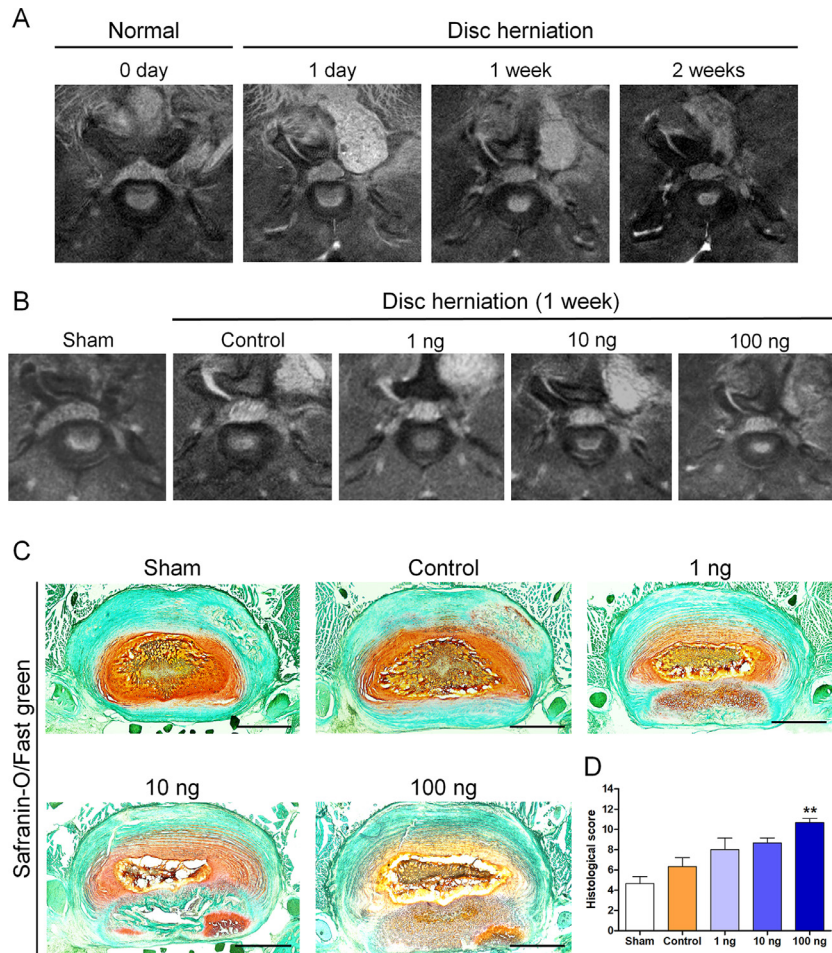 A
Normal
Disc herniation
0 day
1 day
1 week
2 weeks
B
Disc herniation (1 week)
Sham
Control
1 ng
10 ng
100 ng
C
Sham
Control
1 ng
Safranin-O/Fast green
10 ng
100 ng
D
Histological score
14
12
10
8
6
4
2
0
**
Sham
Control
1 ng
10 ng
100 ng